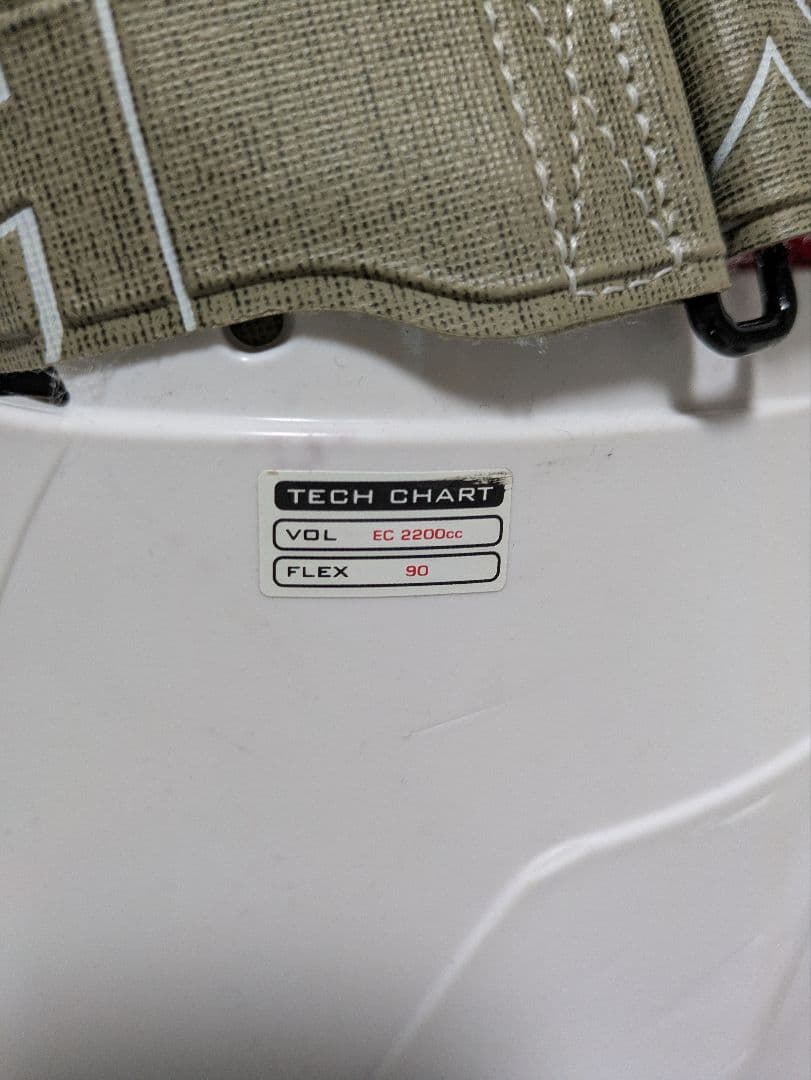 TECH CHART
VOL EC 2200cc
FLEX 90